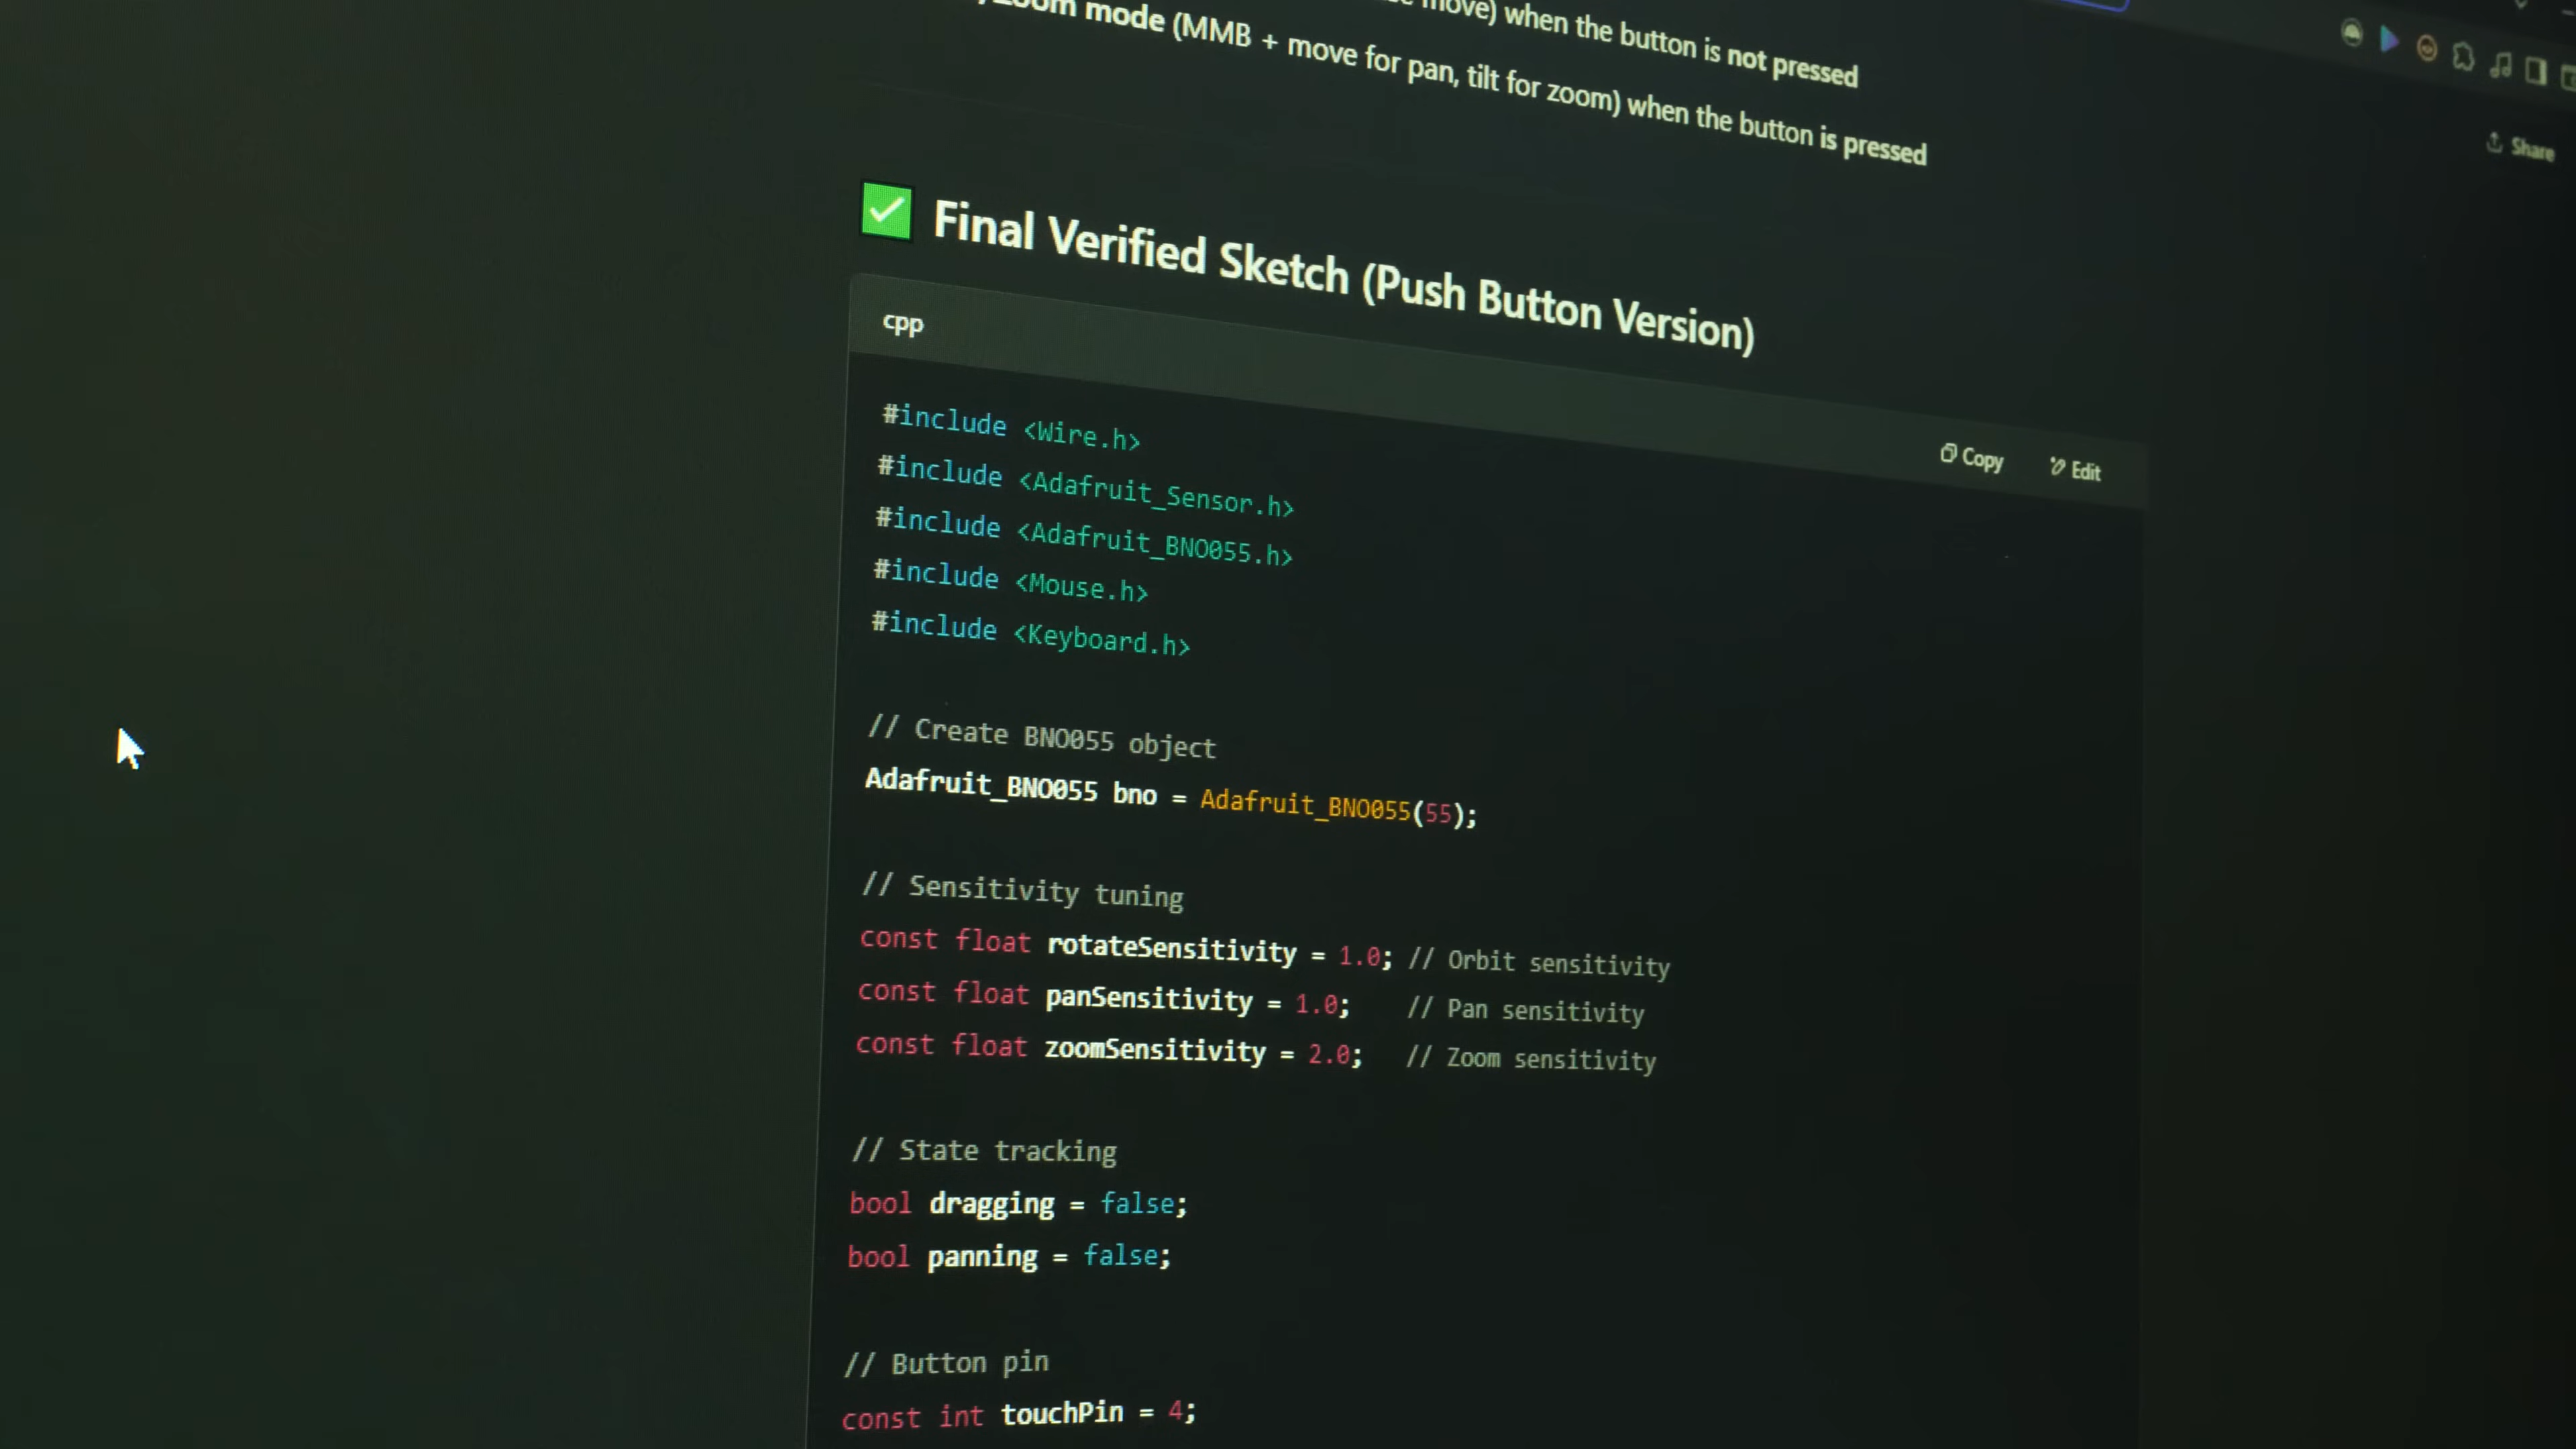 move) when the button is not pressed
mode (MMB + move for pan, tilt for zoom) when the button is pressed
Share
✅ Final Verified Sketch (Push Button Version)
cpp
Copy Edit
#include <Wire.h>
#include <Adafruit_Sensor.h>
#include <Adafruit_BNO055.h>
#include <Mouse.h>
#include <Keyboard.h>
// Create BNO055 object
Adafruit_BNO055 bno = Adafruit_BNO055(55);
// Sensitivity tuning
const float rotateSensitivity = 1.0; // Orbit sensitivity
const float panSensitivity = 1.0; // Pan sensitivity
const float zoomSensitivity = 2.0; // Zoom sensitivity
// State tracking
bool dragging = false;
bool panning = false;
// Button pin
const int touchPin = 4;